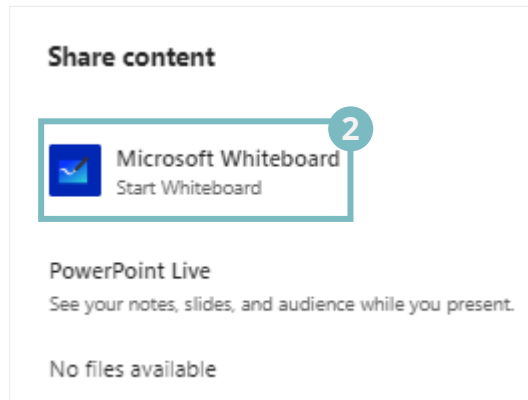 Share content
2
Microsoft Whiteboard
Start Whiteboard
PowerPoint Live
See your notes, slides, and audience while you present.
No files available